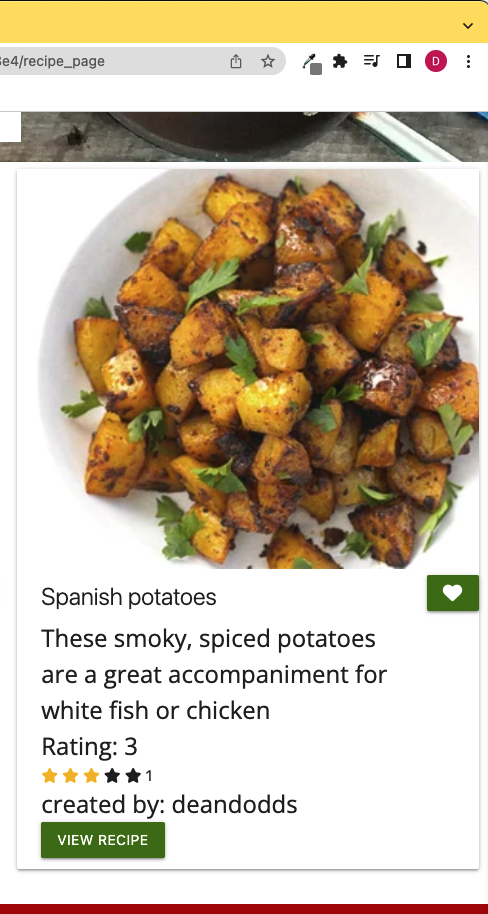 e4/recipe_page
D
Spanish potatoes
These smoky, spiced potatoes
are a great accompaniment for
white fish or chicken
Rating: 3
1
created by: deandodds
VIEW RECIPE